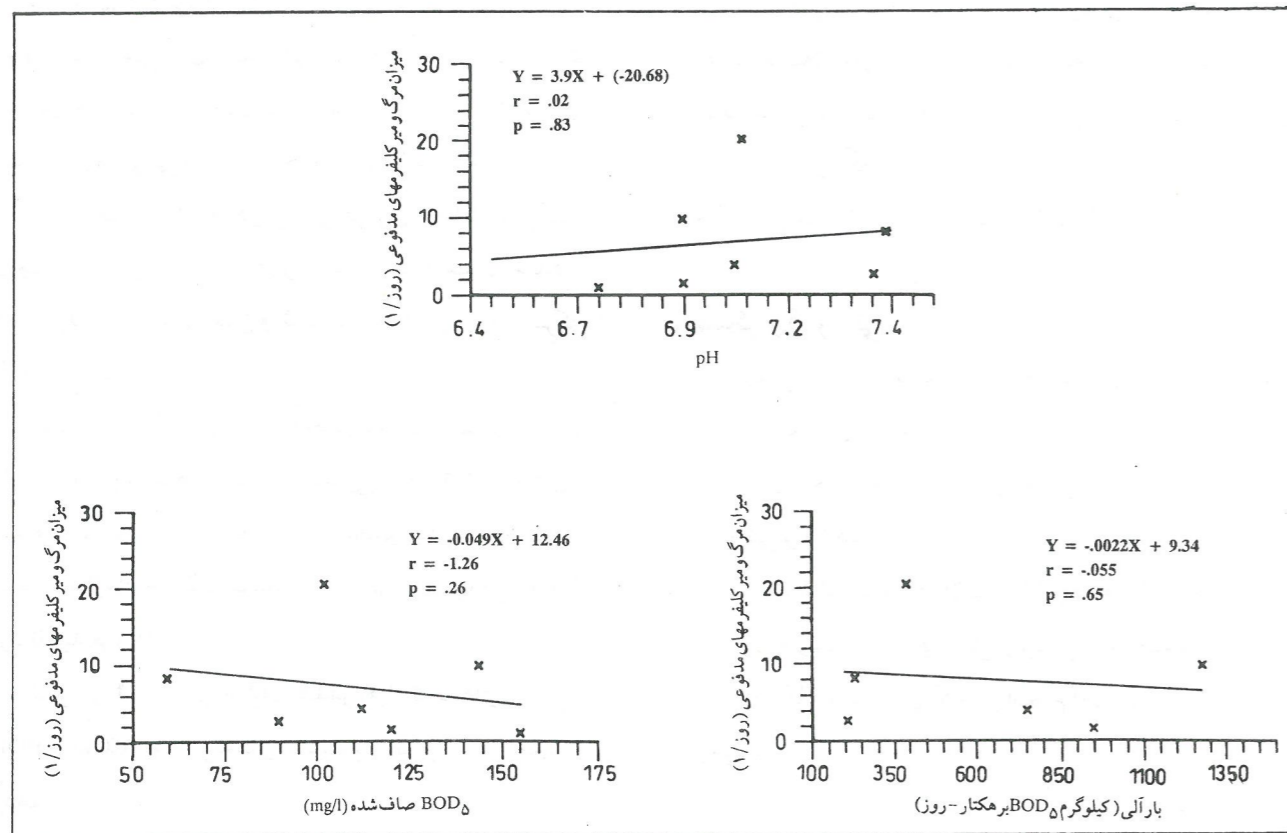 میزان مرگ و میر کلیفرمهای مدفوعی (روز/۱)
30
20
10
0
Y = 3.9X + (-20.68)
r = .02
p = .83
6.4 6.7 6.9 7.2 7.4
pH
میزان مرگ و میر کلیفرمهای مدفوعی (روز/۱)
30
20
10
0
Y = -0.049X + 12.46
r = -1.26
p = .26
50 75 100 125 150 175
BOD۵ صاف شده (mg/l)
میزان مرگ و میر کلیفرمهای مدفوعی (روز/۱)
30
20
10
0
Y = -.0022X + 9.34
r = -.055
p = .65
100 350 600 850 1100 1350
بارآلی (کیلوگرم BOD۵ برهکتار-روز)